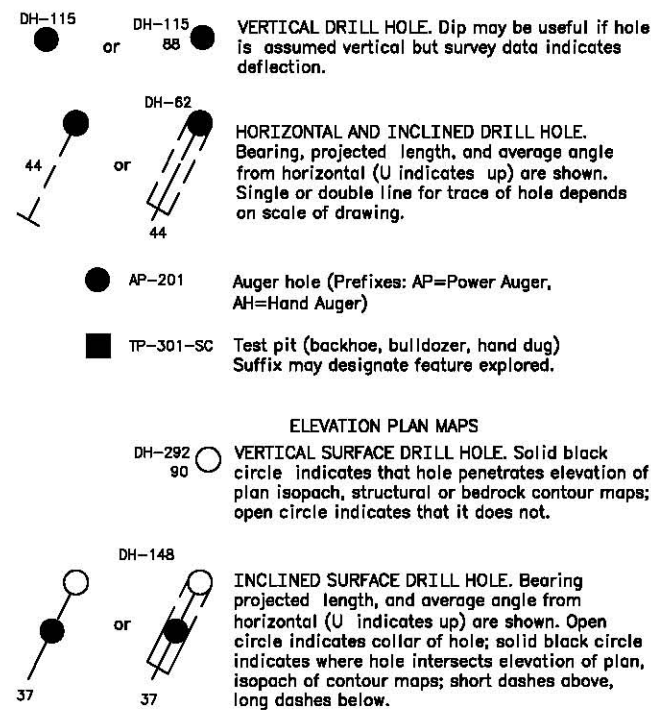 DH-115
DH-115
or
88
VERTICAL DRILL HOLE. Dip may be useful if hole
is assumed vertical but survey data indicates
deflection.
DH-62
44
or
44
HORIZONTAL AND INCLINED DRILL HOLE.
Bearing, projected length, and average angle
from horizontal (U indicates up) are shown.
Single or double line for trace of hole depends
on scale of drawing.
AP-201
Auger hole (Prefixes: AP=Power Auger,
AH=Hand Auger)
TP-301-SC
Test pit (backhoe, bulldozer, hand dug)
Suffix may designate feature explored.
ELEVATION PLAN MAPS
DH-292
90
VERTICAL SURFACE DRILL HOLE. Solid black
circle indicates that hole penetrates elevation of
plan isopach, structural or bedrock contour maps;
open circle indicates that it does not.
DH-148
or
37
37
INCLINED SURFACE DRILL HOLE. Bearing
projected length, and average angle from
horizontal (U indicates up) are shown. Open
circle indicates collar of hole; solid black circle
indicates where hole intersects elevation of plan,
isopach of contour maps; short dashes above,
long dashes below.